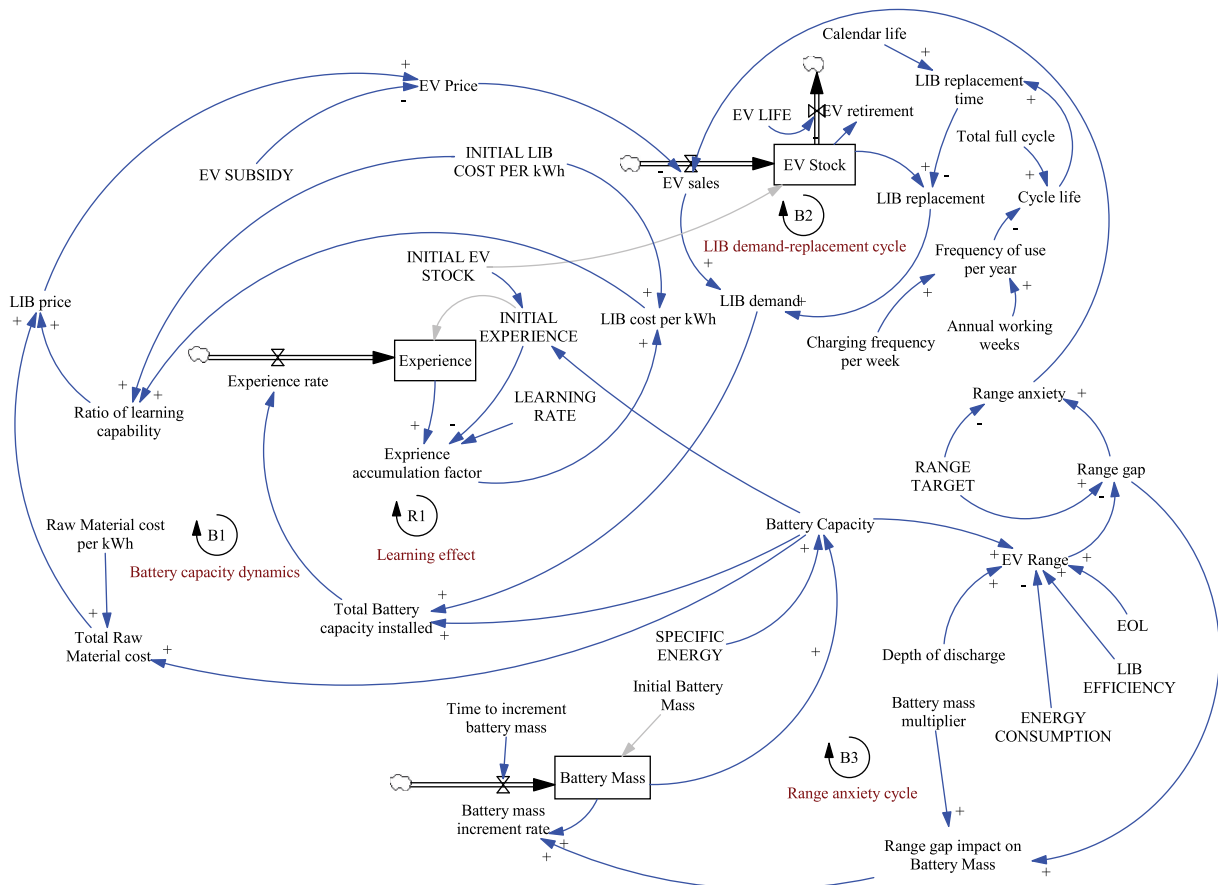 Calendar life
+
+
LIB replacement
time
EV Price
-
+
EV LIFE
EV retirement
Total full cycle
-
INITIAL LIB
COST PER kWh
EV Stock
EV SUBSIDY
-
EV sales
+
-
LIB replacement
Cycle life
B2
-
LIB demand-replacement cycle
Frequency of use
per year
INITIAL EV
STOCK
+
+
+
LIB price
+
+
+
LIB demand
+
INITIAL
EXPERIENCE
LIB cost per kWh
+
Charging frequency
per week
Annual working
weeks
Experience
Experience rate
+
+
LEARNING
RATE
Range anxiety
+
-
Ratio of learning
capability
+
-
Exprience
accumulation factor
RANGE
TARGET
Range gap
+
-
R1
Learning effect
Raw Material cost
per kWh
B1
Battery capacity dynamics
Battery Capacity
+
+
EV Range
+
+
+
-
+
+
Total Battery
capacity installed
+
EOL
Total Raw
Material cost
+
SPECIFIC
ENERGY
+
Depth of discharge
LIB
EFFICIENCY
Initial Battery
Mass
Battery mass
multiplier
ENERGY
CONSUMPTION
Time to increment
battery mass
B3
Battery Mass
Range anxiety cycle
Battery mass
increment rate
+
+
+
Range gap impact on
Battery Mass
+